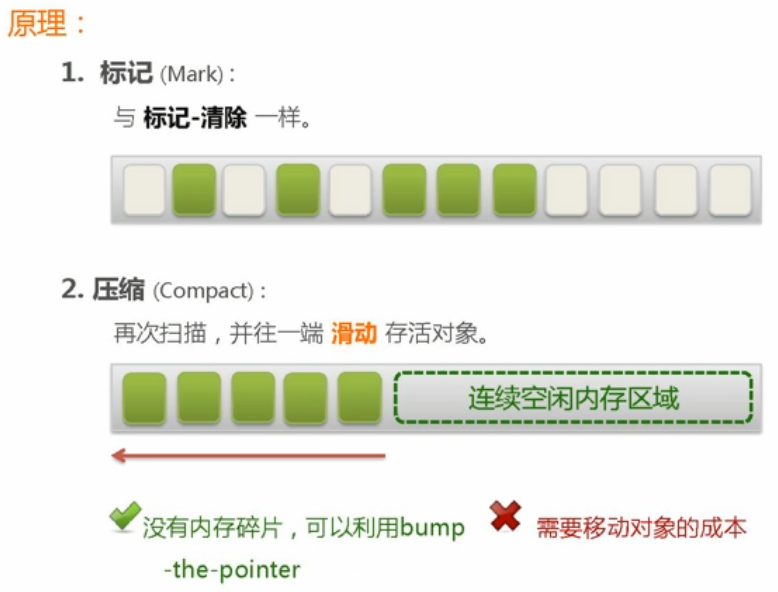 原理：
1. 标记 (Mark) :
与 标记-清除 一样。
2. 压缩 (Compact) :
再次扫描，并往一端 滑动 存活对象。
连续空闲内存区域
没有内存碎片，可以利用bump
-the-pointer
需要移动对象的成本